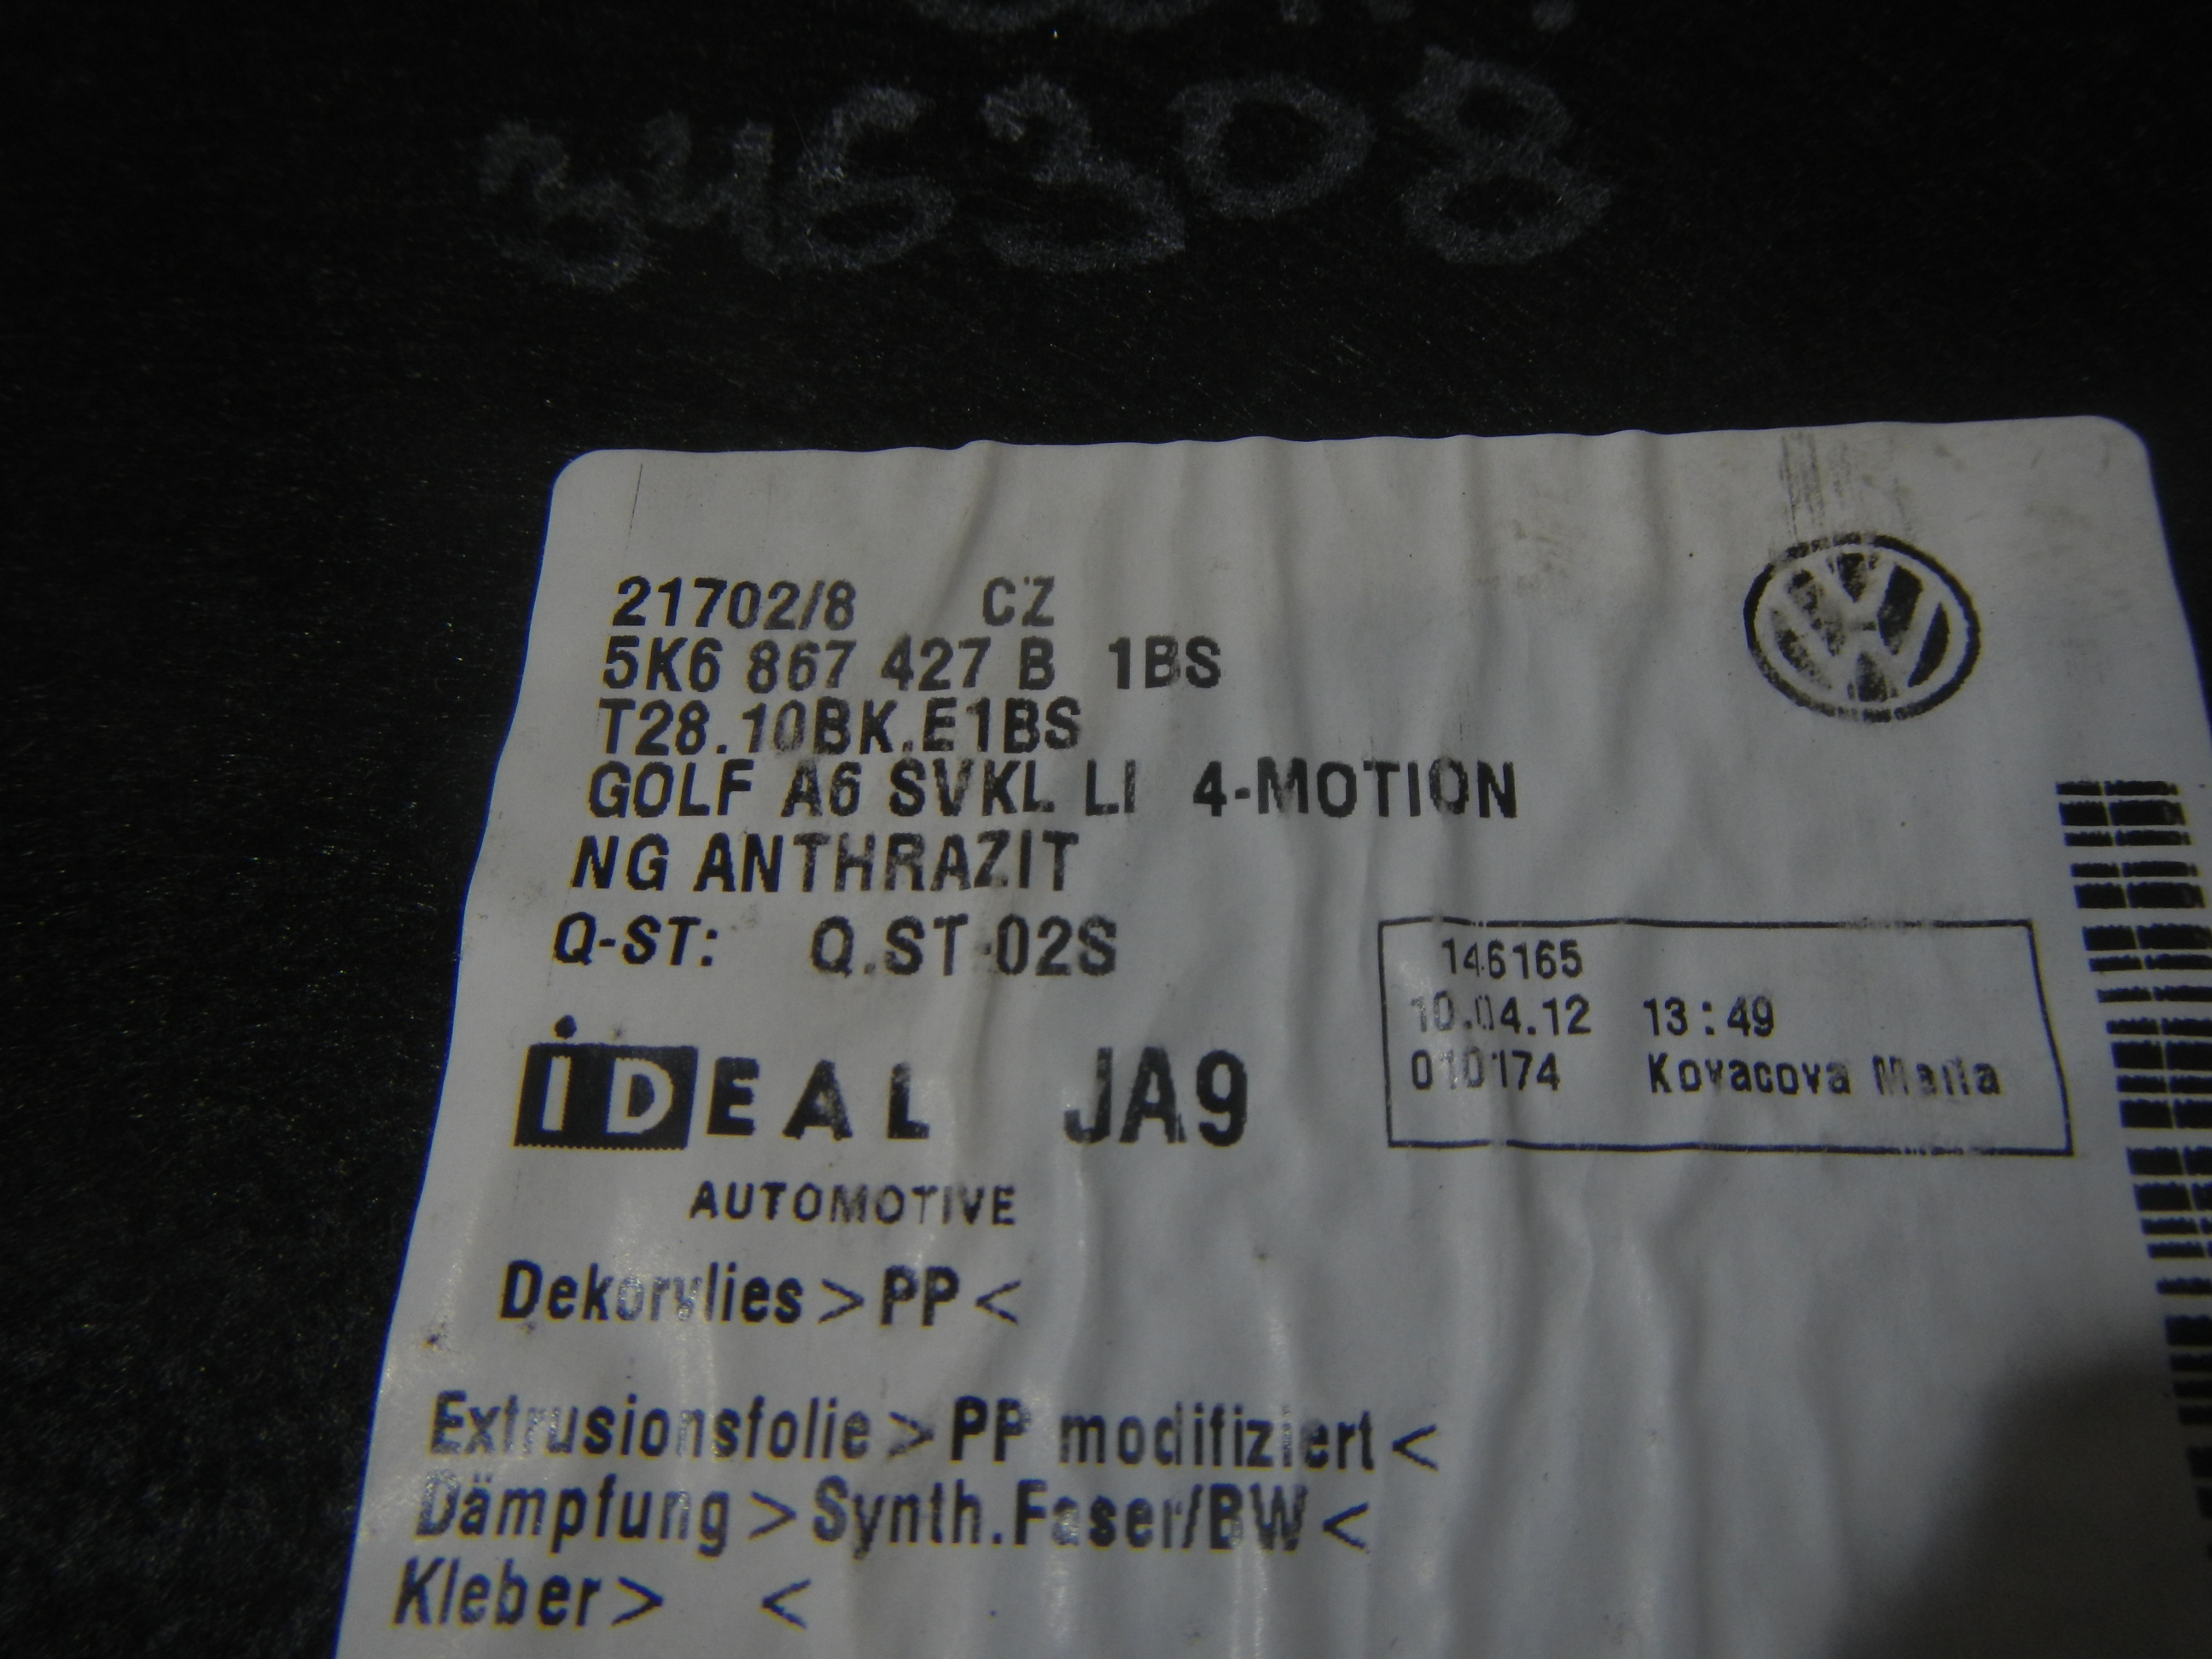 346308
21702/8 CZ
5K6 867 427 B 1BS
T28.10BK.E1BS
GOLF A6 SVKL LI 4-MOTION
NG ANTHRAZIT
Q-ST: Q.ST-02S
146165
10.04.12 13:49
010174 Kovacova Maria
iDEAL JA9
AUTOMOTIVE
Dekorvlies>PP<
Extrusionsfolie>PP modifiziert<
Dämpfung>Synth.Faser/BW<
Kleber> <